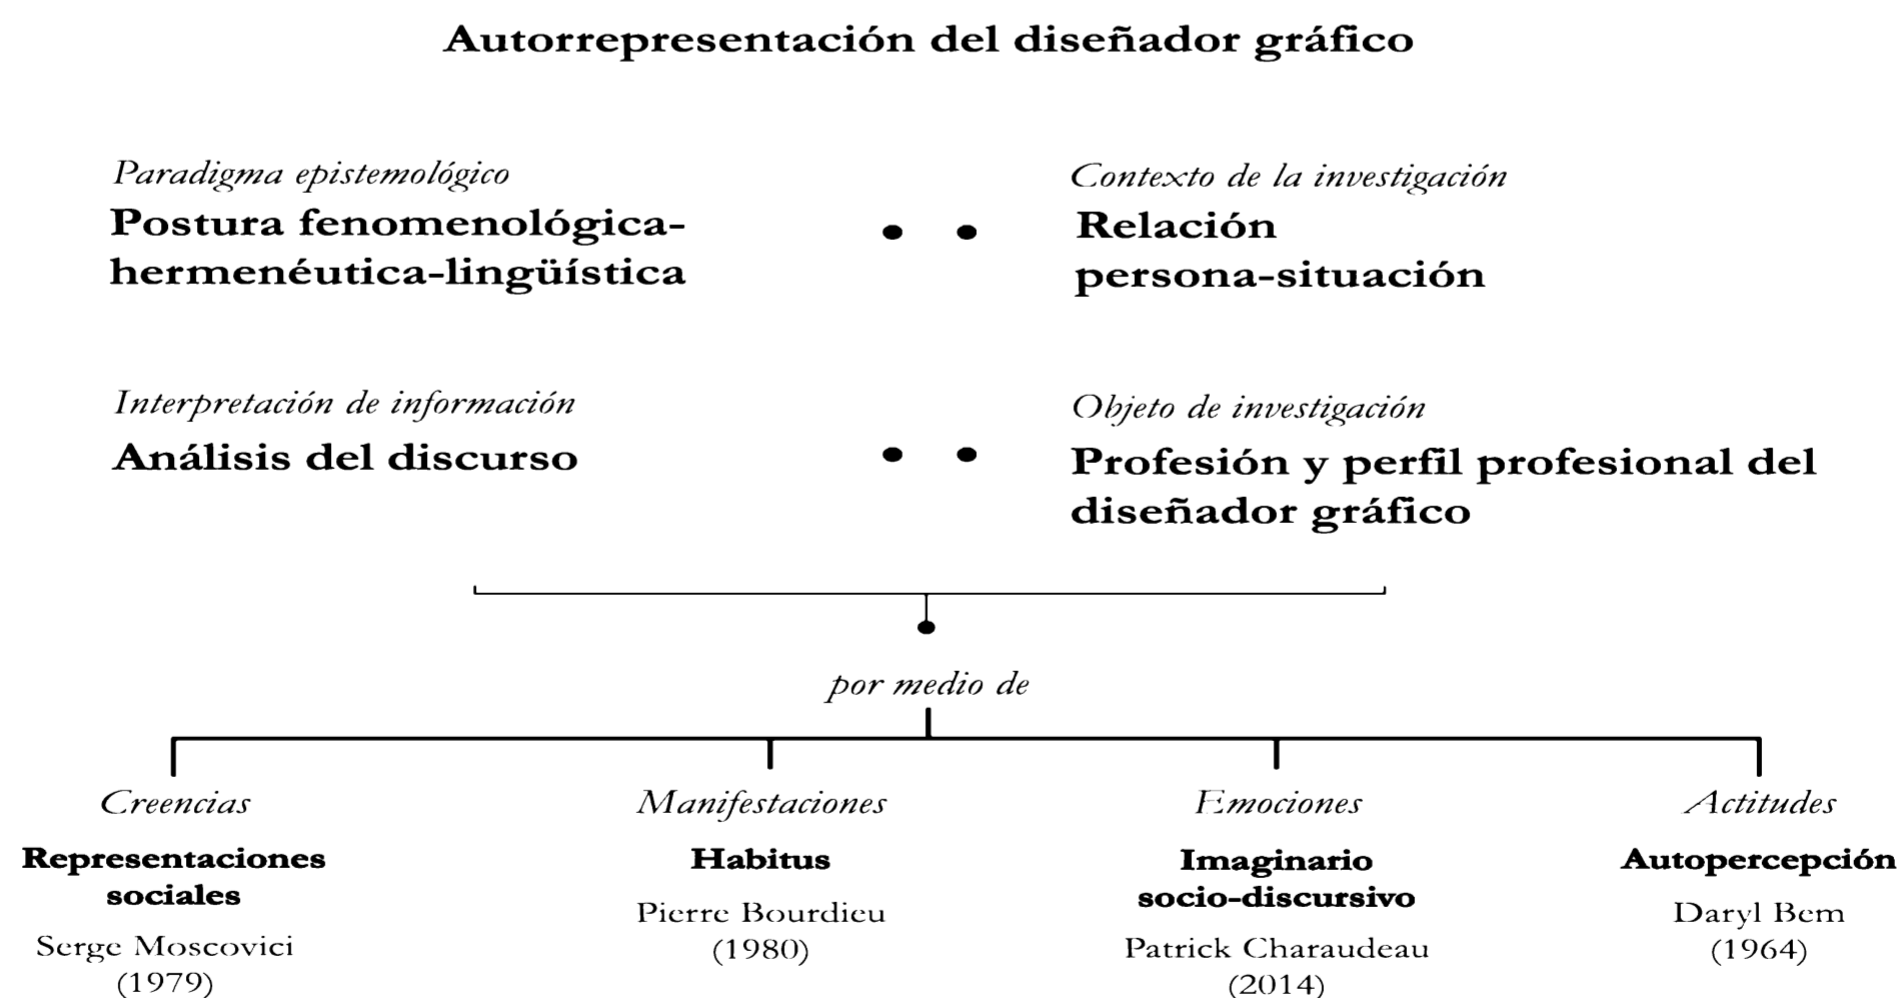 Autorrepresentación del diseñador gráfico
Paradigma epistemológico
Postura fenomenológica-
hermenéutica-lingüística
Contexto de la investigación
Relación
persona-situación
Interpretación de información
Análisis del discurso
Objeto de investigación
Profesión y perfil profesional del
diseñador gráfico
por medio de
Creencias
Representaciones
sociales
Serge Moscovici
(1979)
Manifestaciones
Habitus
Pierre Bourdieu
(1980)
Emociones
Imaginario
socio-discursivo
Patrick Charaudeau
(2014)
Actitudes
Autopercepción
Daryl Bem
(1964)